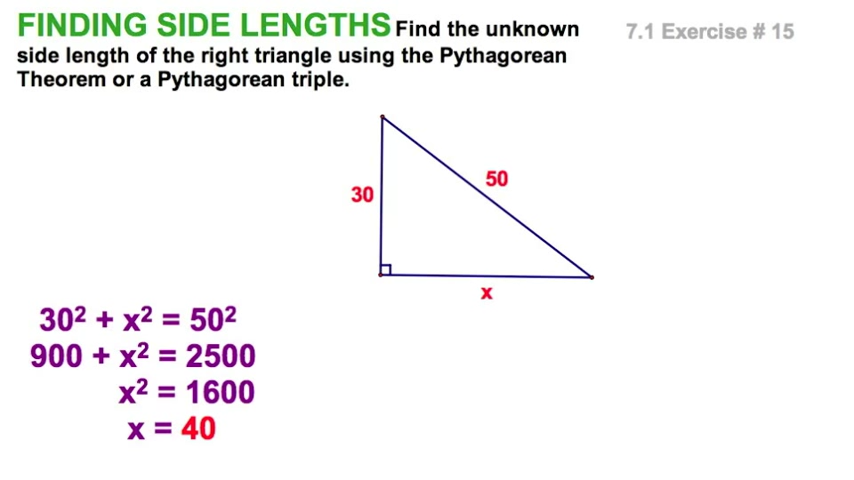 FINDING SIDE LENGTHS Find the unknown
side length of the right triangle using the Pythagorean
Theorem or a Pythagorean triple.
7.1 Exercise # 15
50
30
x
30² + x² = 50²
900 + x² = 2500
x² = 1600
x = 40